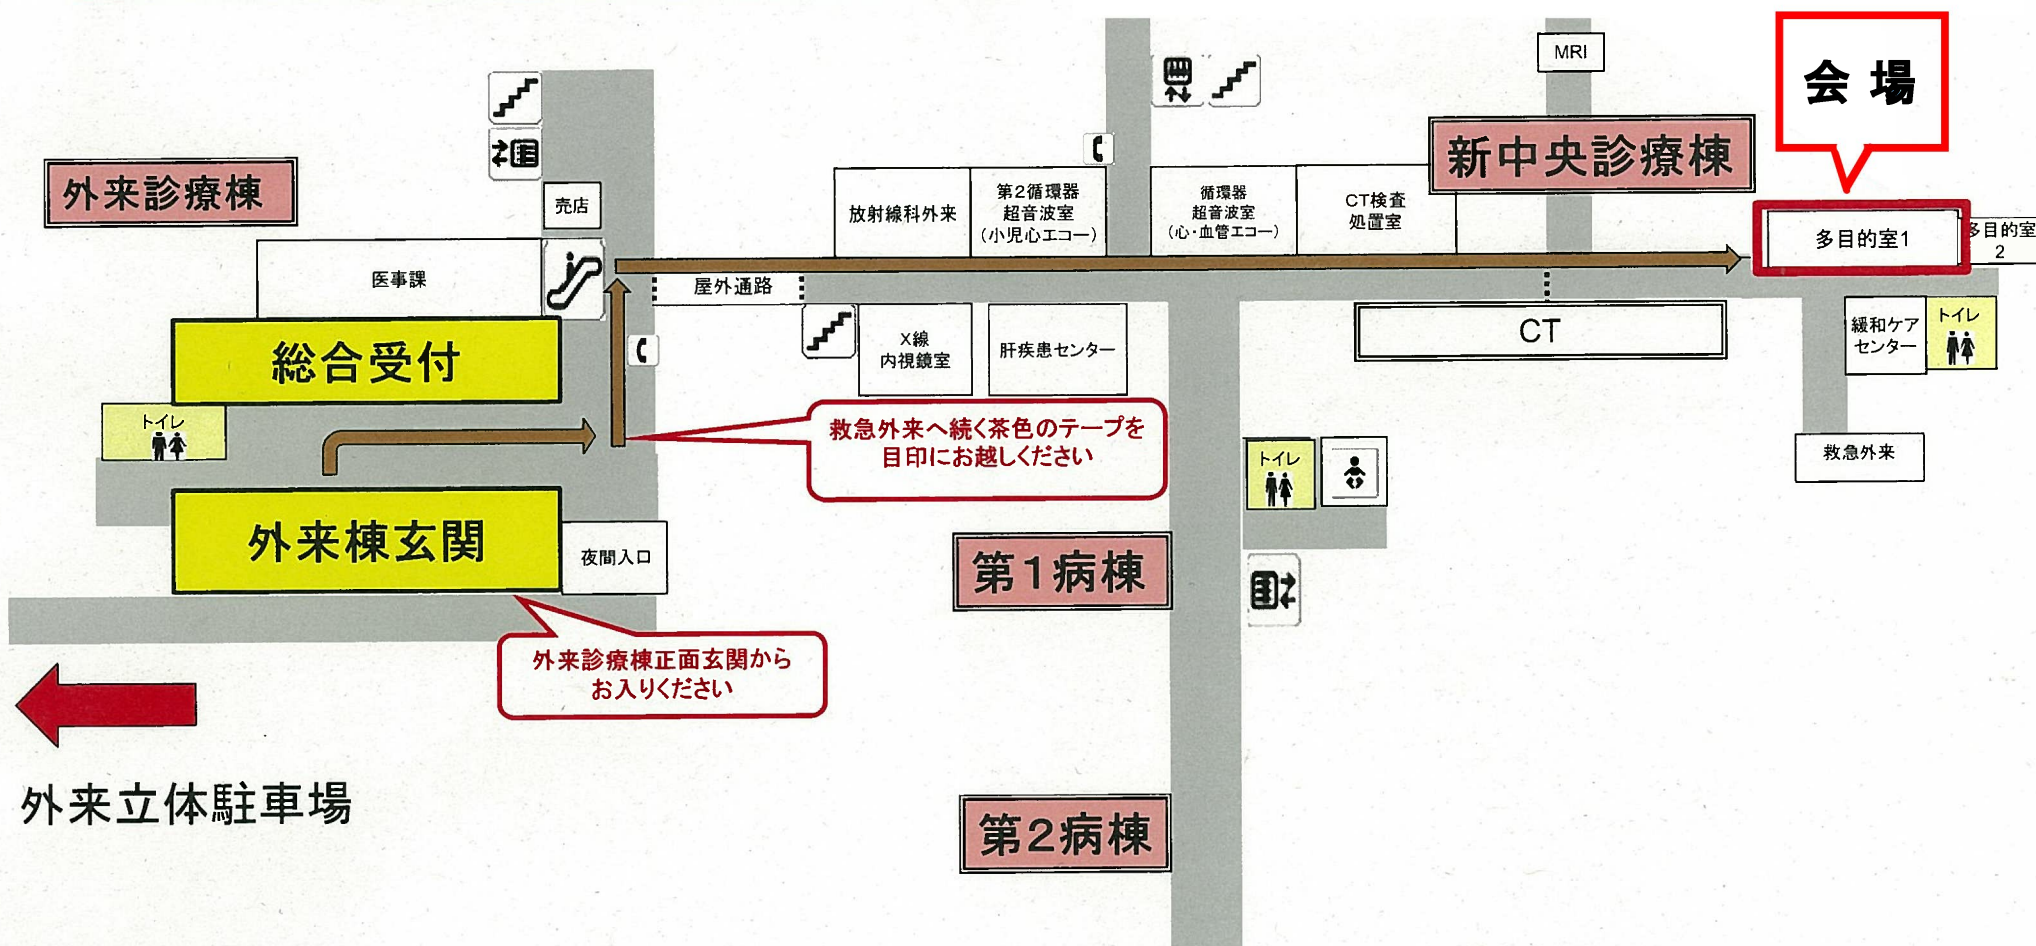 会場
MRI
新中央診療棟
外来診療棟
売店
放射線科外来
第2循環器
超音波室
(小児心エコー)
循環器
超音波室
(心・血管エコー)
CT検査
処置室
多目的室1
多目的室
2
医事課
屋外通路
総合受付
X線
内視鏡室
肝疾患センター
CT
緩和ケア
センター
トイレ
トイレ
救急外来へ続く茶色のテープを
目印にお越しください
トイレ
救急外来
外来棟玄関
夜間入口
第1病棟
外来診療棟正面玄関から
お入りください
外来立体駐車場
第2病棟